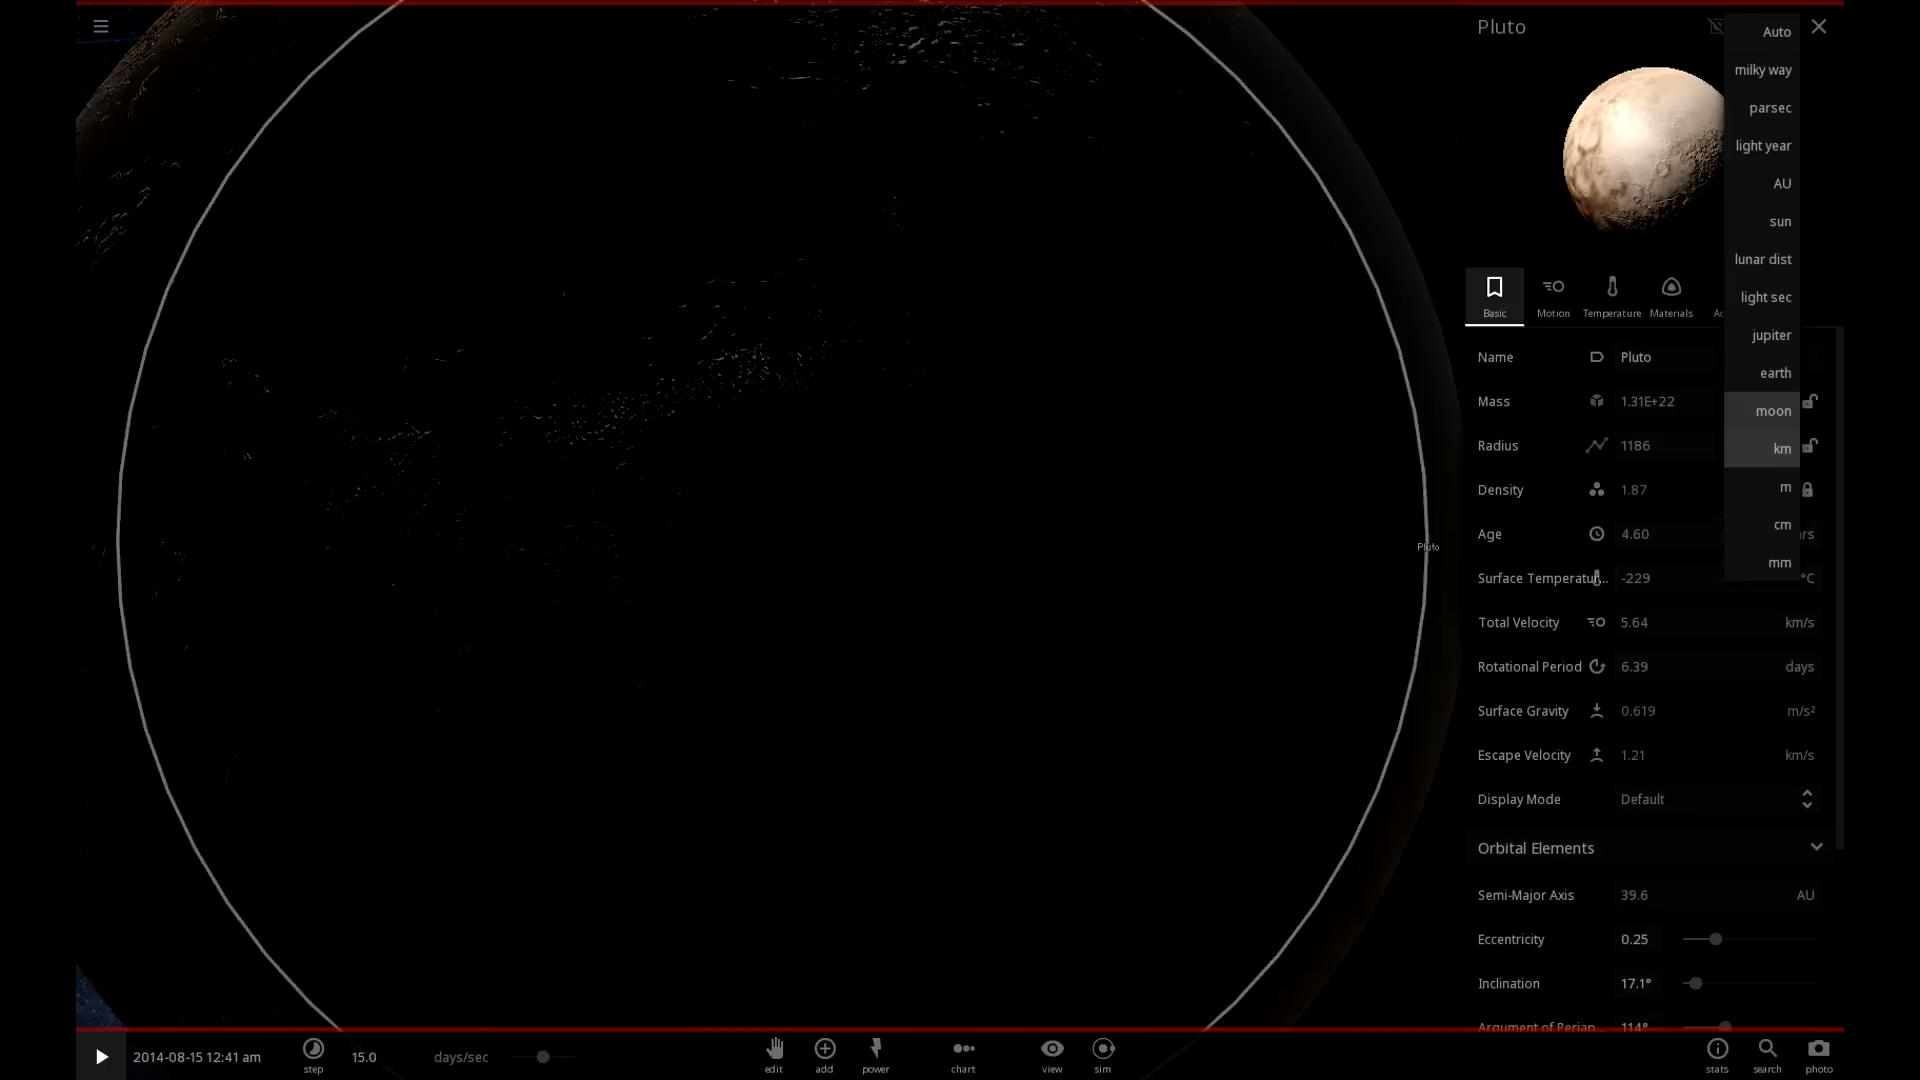 Pluto
Auto
milky way
parsec
light year
AU
sun
lunar dist
light sec
jupiter
earth
moon
km
m
cm
mm
Basic
Motion
Temperature
Materials
Name Pluto
Mass 1.31E+22
Radius 1186
Density 1.87
Age 4.60
Surface Temperatur... -229 °C
Total Velocity 5.64 km/s
Rotational Period 6.39 days
Surface Gravity 0.619 m/s²
Escape Velocity 1.21 km/s
Display Mode Default
Orbital Elements
Semi-Major Axis 39.6 AU
Eccentricity 0.25
Inclination 17.1°
Argument of Periap... 114°
Pluto
2014-08-15 12:41 am
step
15.0 days/sec
edit
add
power
chart
view
sim
stats
search
photo